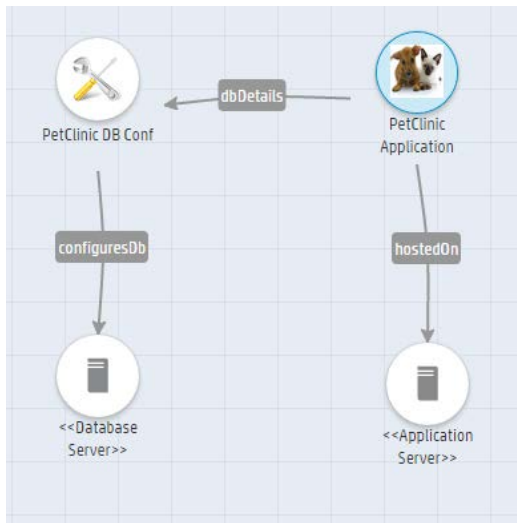 dbDetails
PetClinic DB Conf
PetClinic
Application
configuresDb
hostedOn
<<Database
Server>>
<<Application
Server>>